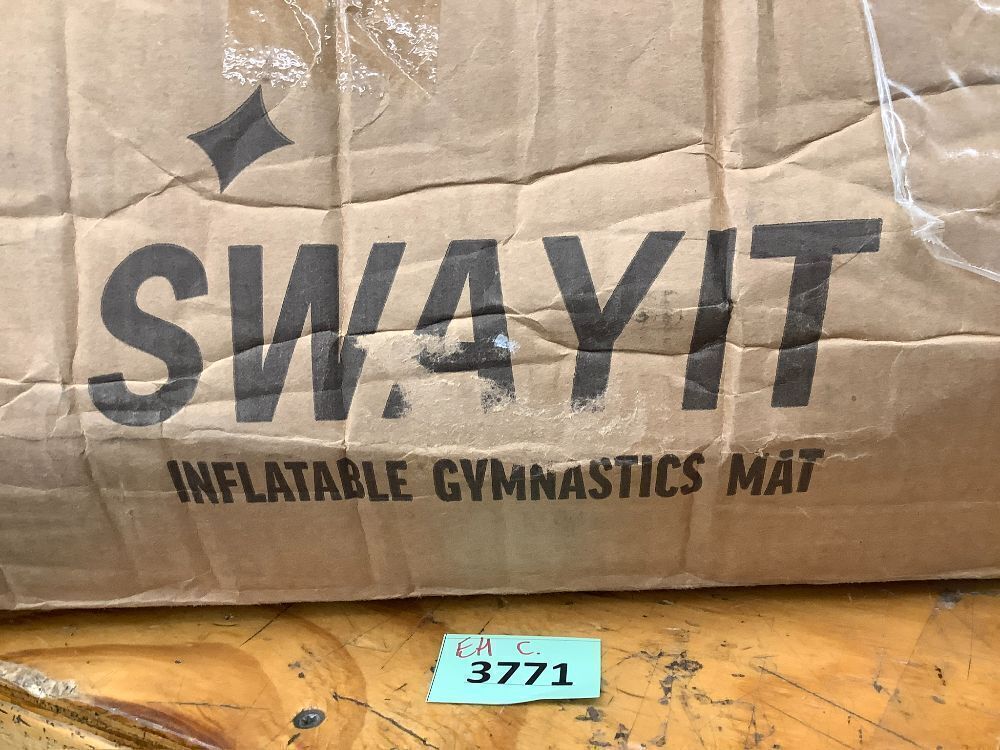 SWAYIT
INFLATABLE GYMNASTICS MAT
EH C.
3771